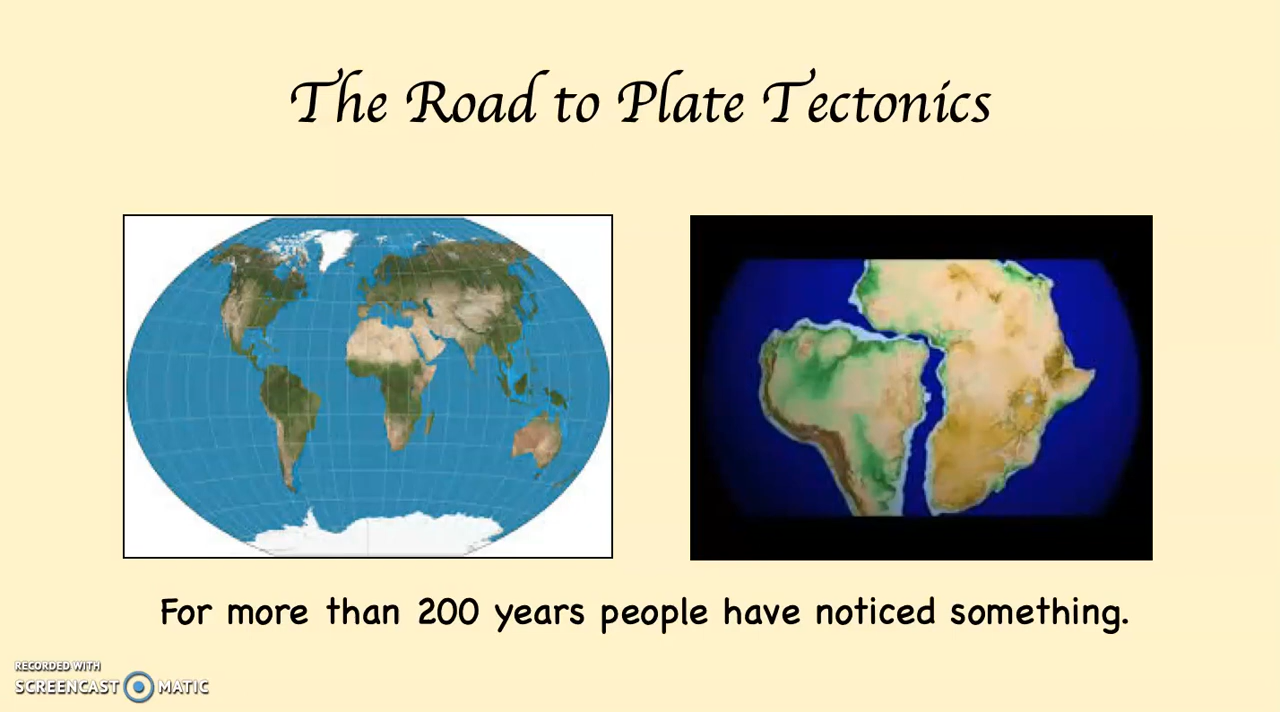 The Road to Plate Tectonics
For more than 200 years people have noticed something.
RECORDED WITH
SCREENCAST MATIC